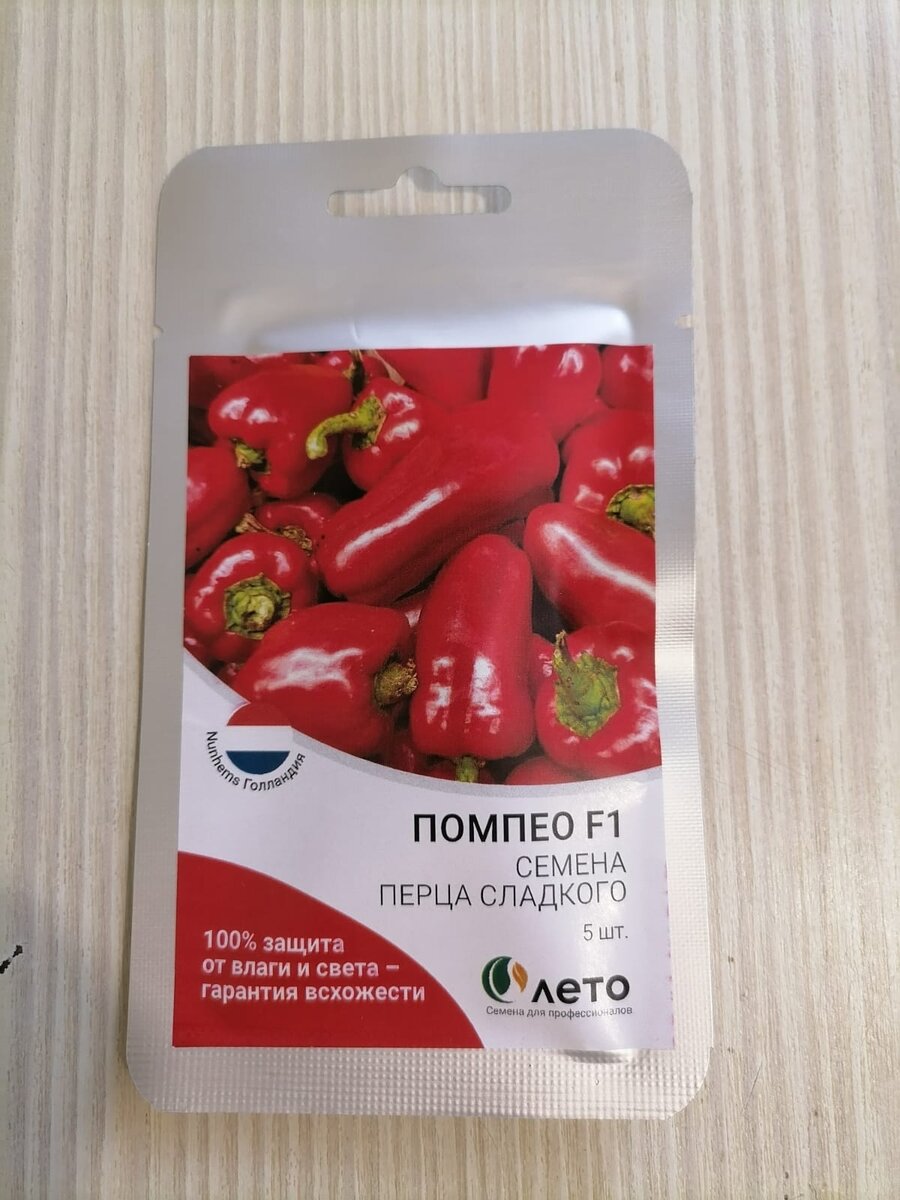 Nunhems Голландия
ПОМПЕО F1
СЕМЕНА
ПЕРЦА СЛАДКОГО
5 шт.
100% защита
от влаги и света –
гарантия всхожести
лето
Семена для профессионалов